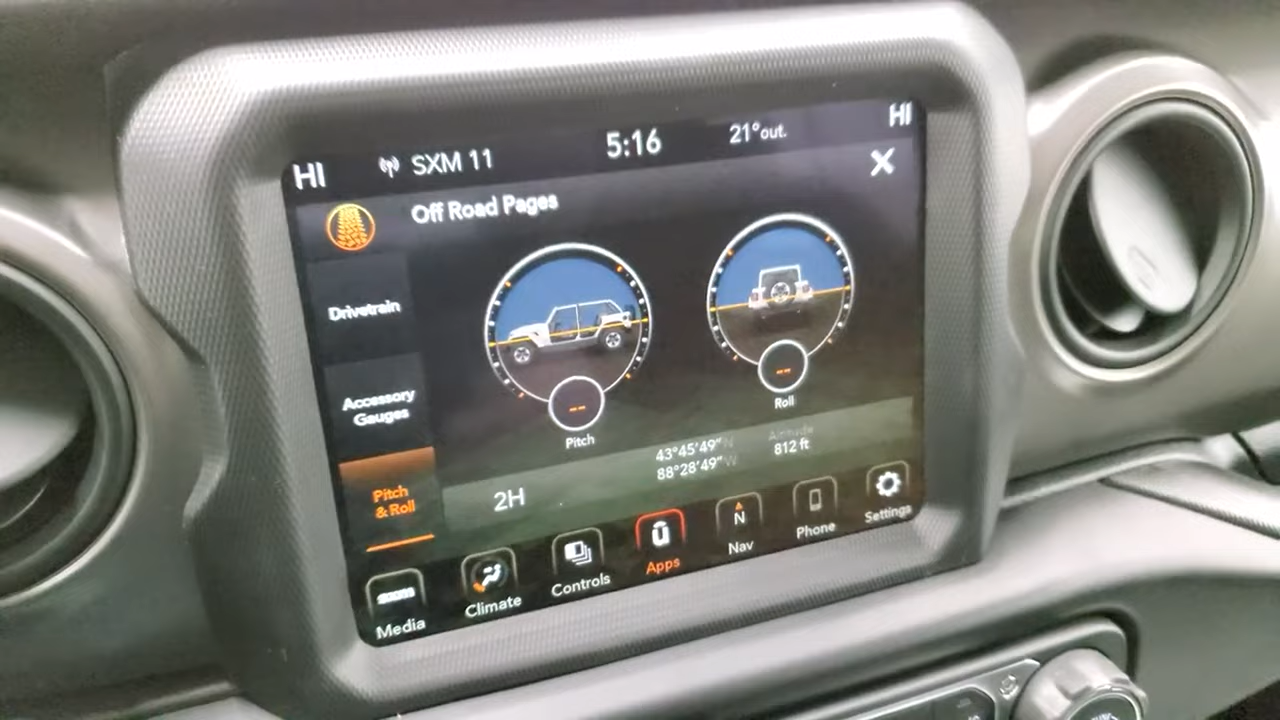 HI
SXM 11
5:16
21°out.
HI
Off Road Pages
Drivetrain
Accessory
Gauges
Pitch
& Roll
--
Pitch
--
Roll
2H
43°45'49" N
88°28'49" W
Altitude
812 ft
Media
Climate
Controls
Apps
N
Nav
Phone
Settings